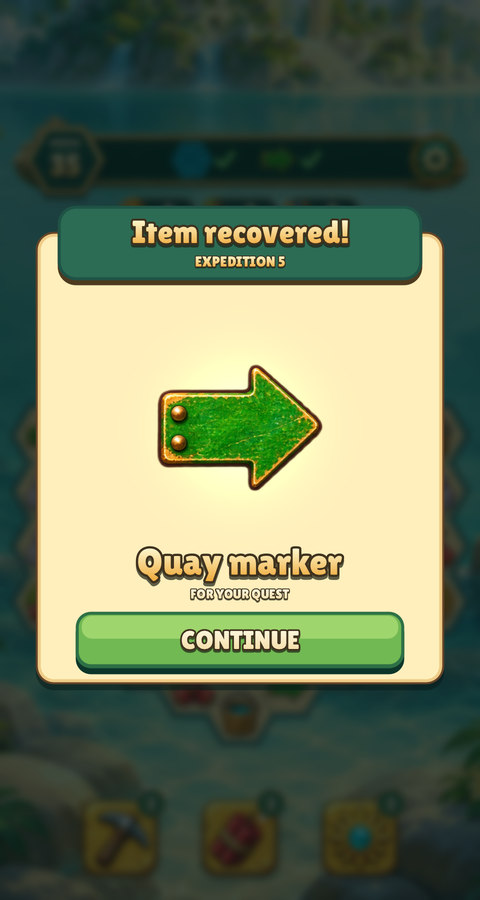 Item recovered!
EXPEDITION 5
Quay marker
FOR YOUR QUEST
CONTINUE